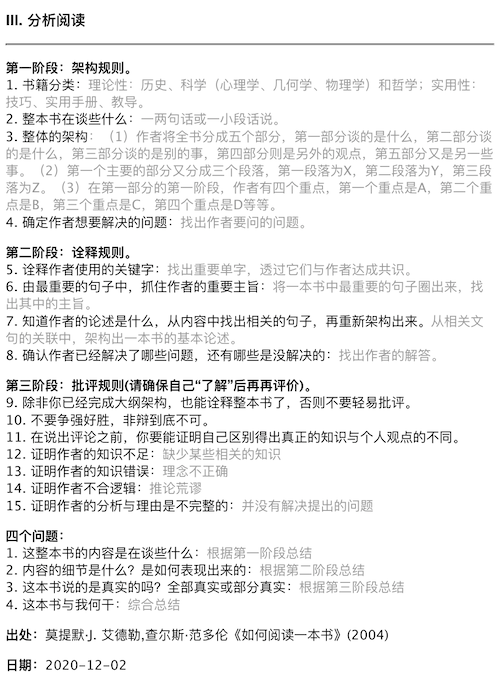 III. 分析阅读
第一阶段：架构规则。
1. 书籍分类：理论性：历史、科学（心理学、几何学、物理学）和哲学；实用性：
技巧、实用手册、教导。
2. 整本书在谈些什么：一两句话或一小段话说。
3. 整体的架构：（1）作者将全书分成五个部分，第一部分谈的是什么，第二部分谈
的是什么，第三部分谈的是别的事，第四部分则是另外的观点，第五部分又是另一些
事。（2）第一个主要的部分又分成三个段落，第一段落为X，第二段落为Y，第三段
落为Z。（3）在第一部分的第一阶段，作者有四个重点，第一个重点是A，第二个重
点是B，第三个重点是C，第四个重点是D等等。
4. 确定作者想要解决的问题：找出作者要问的问题。
第二阶段：诠释规则。
5. 诠释作者使用的关键字：找出重要单字，透过它们与作者达成共识。
6. 由最重要的句子中，抓住作者的重要主旨：将一本书中最重要的句子圈出来，找
出其中的主旨。
7. 知道作者的论述是什么，从内容中找出相关的句子，再重新架构出来。从相关文
句的关联中，架构出一本书的基本论述。
8. 确认作者已经解决了哪些问题，还有哪些是没解决的：找出作者的解答。
第三阶段：批评规则(请确保自己“了解”后再再评价)。
9. 除非你已经完成大纲架构，也能诠释整本书了，否则不要轻易批评。
10. 不要争强好胜，非辩到底不可。
11. 在说出评论之前，你要能证明自己区别得出真正的知识与个人观点的不同。
12. 证明作者的知识不足：缺少某些相关的知识
13. 证明作者的知识错误：理念不正确
14. 证明作者不合逻辑：推论荒谬
15. 证明作者的分析与理由是不完整的：并没有解决提出的问题
四个问题：
1. 这整本书的内容是在谈些什么：根据第一阶段总结
2. 内容的细节是什么？是如何表现出来的：根据第二阶段总结
3. 这本书说的是真实的吗？全部真实或部分真实：根据第三阶段总结
4. 这本书与我何干：综合总结
出处：莫提默·J. 艾德勒,查尔斯·范多伦《如何阅读一本书》(2004)
日期：2020-12-02